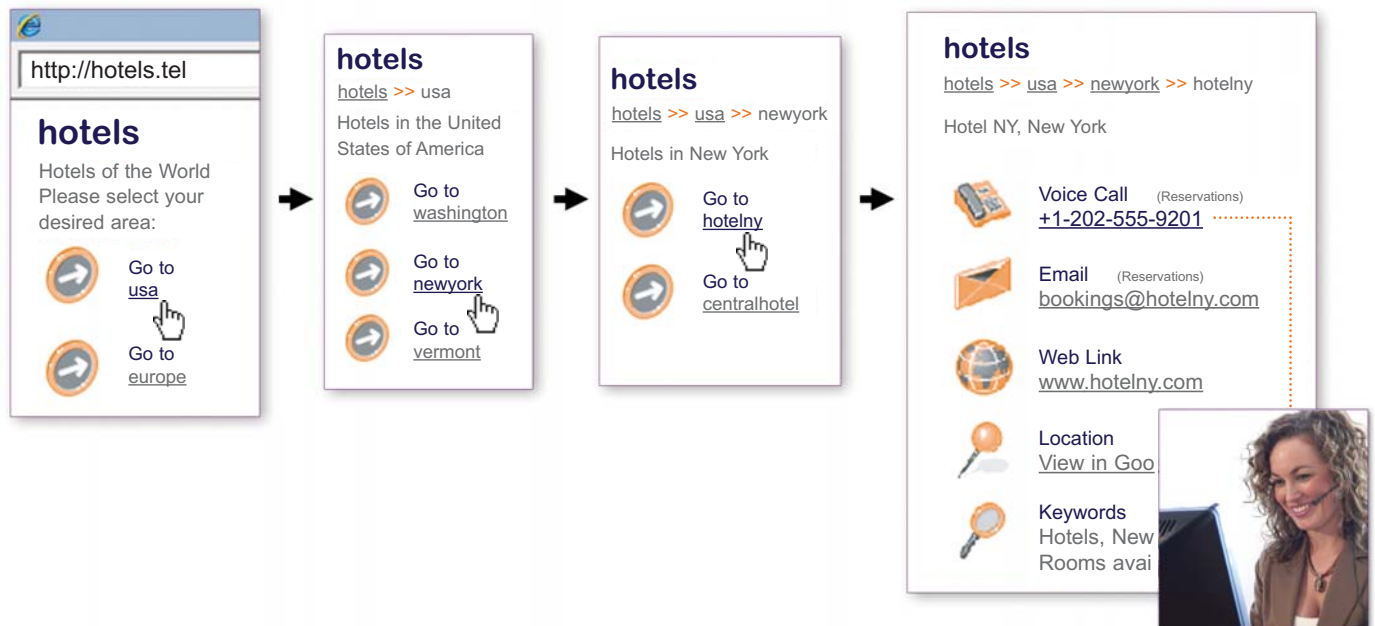 http://hotels.tel
hotels
Hotels of the World
Please select your
desired area:
Go to
usa
Go to
europe
hotels
hotels >> usa
Hotels in the United
States of America
Go to
washington
Go to
newyork
Go to
vermont
hotels
hotels >> usa >> newyork
Hotels in New York
Go to
hotelny
Go to
centralhotel
hotels
hotels >> usa >> newyork >> hotelny
Hotel NY, New York
Voice Call (Reservations)
+1-202-555-9201
Email (Reservations)
bookings@hotelny.com
Web Link
www.hotelny.com
Location
View in Goo
Keywords
Hotels, New
Rooms avai